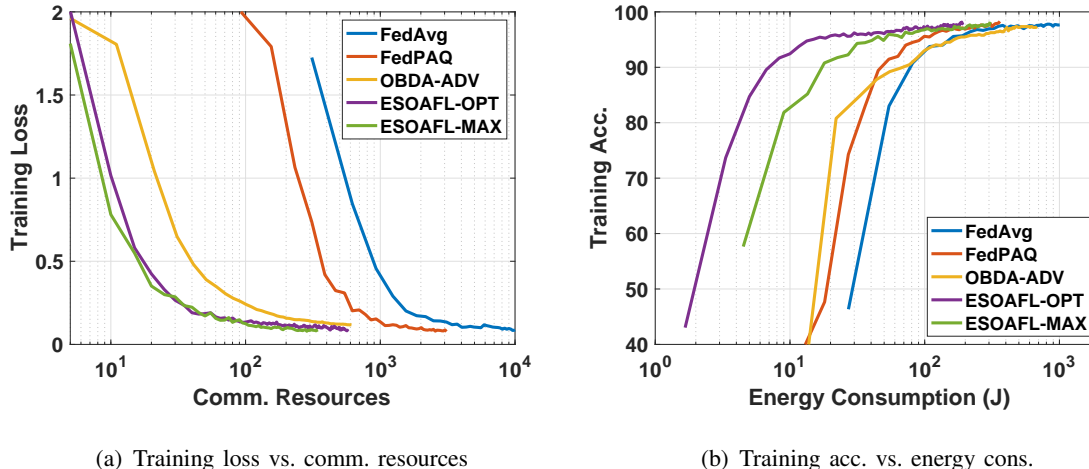 2
1.5
1
0.5
0
Training Loss
10^1
10^2
10^3
10^4
Comm. Resources
FedAvg
FedPAQ
OBDA-ADV
ESOAFL-OPT
ESOAFL-MAX
(a) Training loss vs. comm. resources
100
90
80
70
60
50
40
Training Acc.
10^0
10^1
10^2
10^3
Energy Consumption (J)
FedAvg
FedPAQ
OBDA-ADV
ESOAFL-OPT
ESOAFL-MAX
(b) Training acc. vs. energy cons.